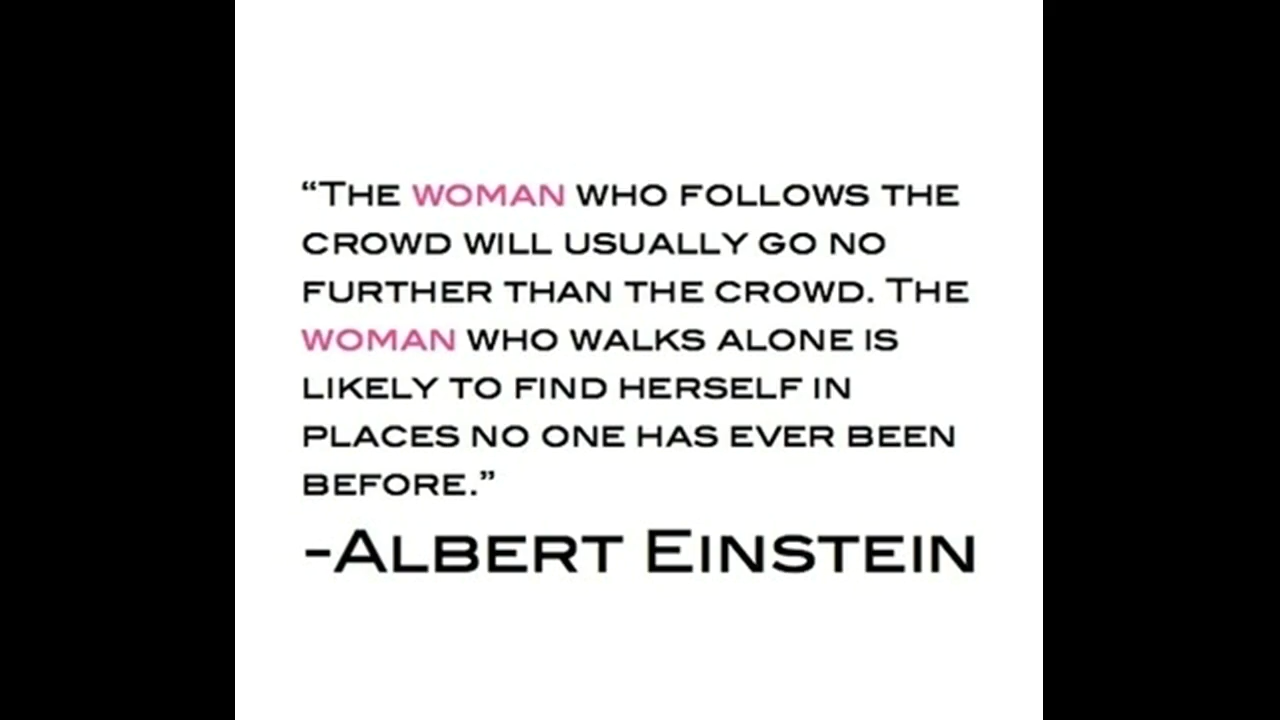 “The woman who follows the
crowd will usually go no
further than the crowd. The
woman who walks alone is
likely to find herself in
places no one has ever been
before.”
-Albert Einstein